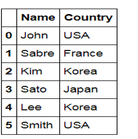 Name Country
0 John USA
1 Sabre France
2 Kim Korea
3 Sato Japan
4 Lee Korea
5 Smith USA